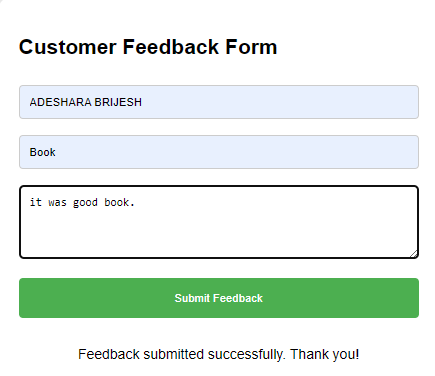 Customer Feedback Form
ADESHARA BRIJESH
Book
it was good book.
Submit Feedback
Feedback submitted successfully. Thank you!